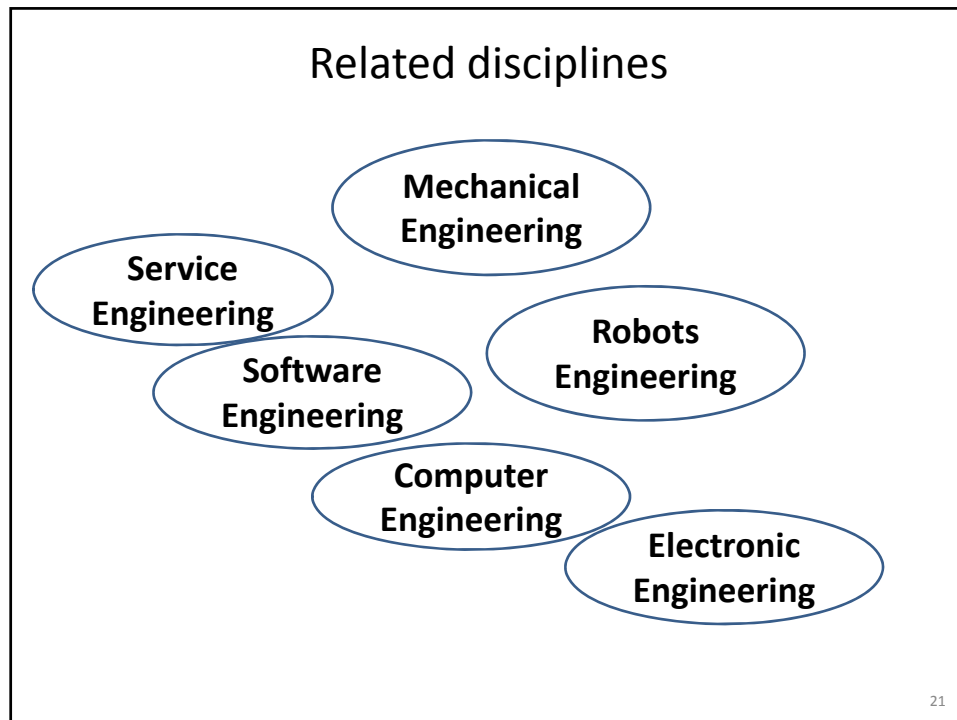 Related disciplines
Mechanical
Engineering
Service
Engineering
Robots
Engineering
Software
Engineering
Computer
Engineering
Electronic
Engineering
21